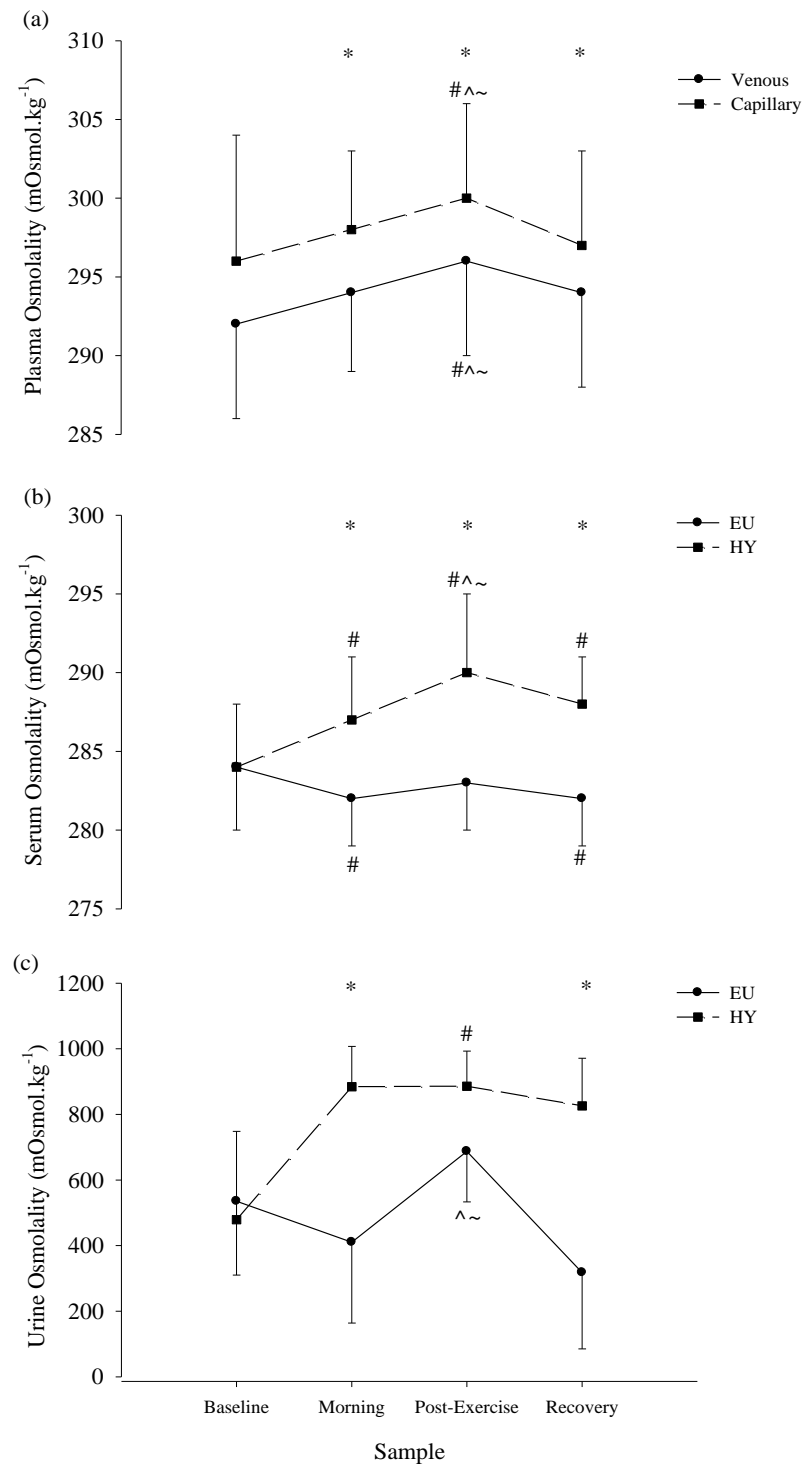 (a)
310
305
300
295
290
285
Plasma Osmolality (mOsmol.kg-1)
* * *
#^~
#^~
Venous
Capillary
(b)
300
295
290
285
280
275
Serum Osmolality (mOsmol.kg-1)
* * *
#^~
# #
# #
EU
HY
(c)
1200
1000
800
600
400
200
0
Urine Osmolality (mOsmol.kg-1)
* *
#
^~
EU
HY
Baseline Morning Post-Exercise Recovery
Sample